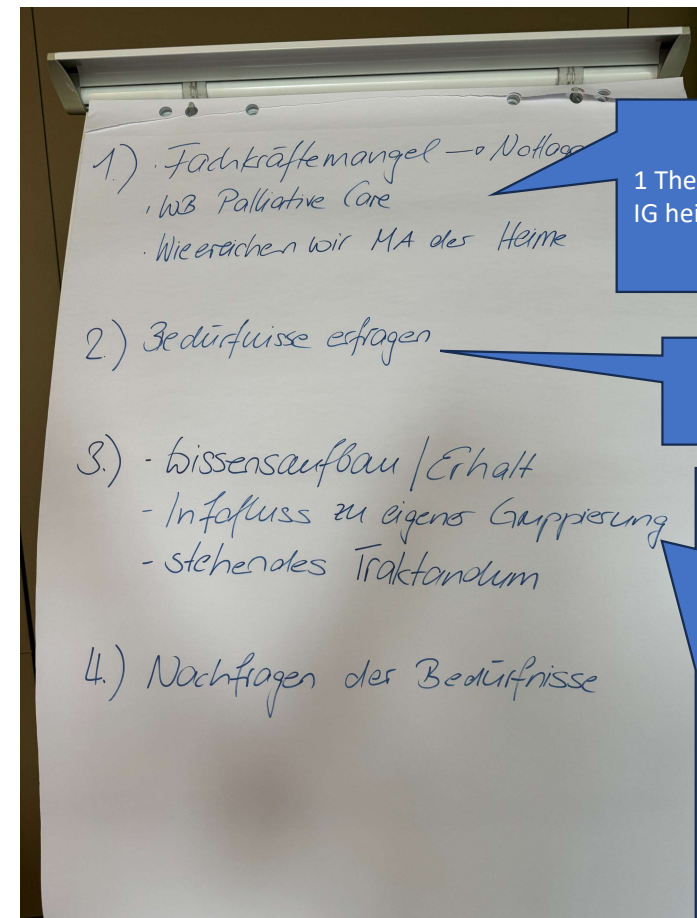 1.) · Fachkräftemangel → Notlage
· WB Palliative Care
· Wie ereichen wir MA der Heime
1 The
IG hei
2.) Bedürfnisse erfragen
3.) - Wissensaufbau / Erhalt
- Infofluss zu eigener Gruppierung
- stehendes Traktandum
4.) Nachfragen der Bedürfnisse